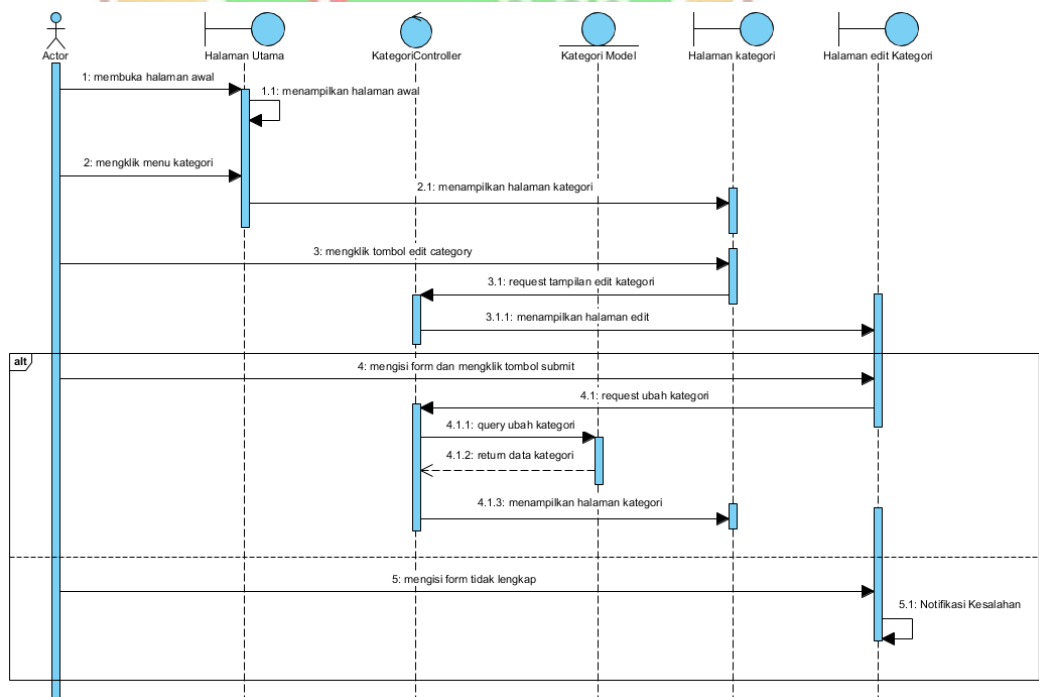 Actor
Halaman Utama
KategoriController
Kategori Model
Halaman kategori
Halaman edit Kategori
1: membuka halaman awal
1.1: menampilkan halaman awal
2: mengklik menu kategori
2.1: menampilkan halaman kategori
3: mengklik tombol edit category
3.1: request tampilan edit kategori
3.1.1: menampilkan halaman edit
alt
4: mengisi form dan mengklik tombol submit
4.1: request ubah kategori
4.1.1: query ubah kategori
4.1.2: return data kategori
4.1.3: menampilkan halaman kategori
5: mengisi form tidak lengkap
5.1: Notifikasi Kesalahan